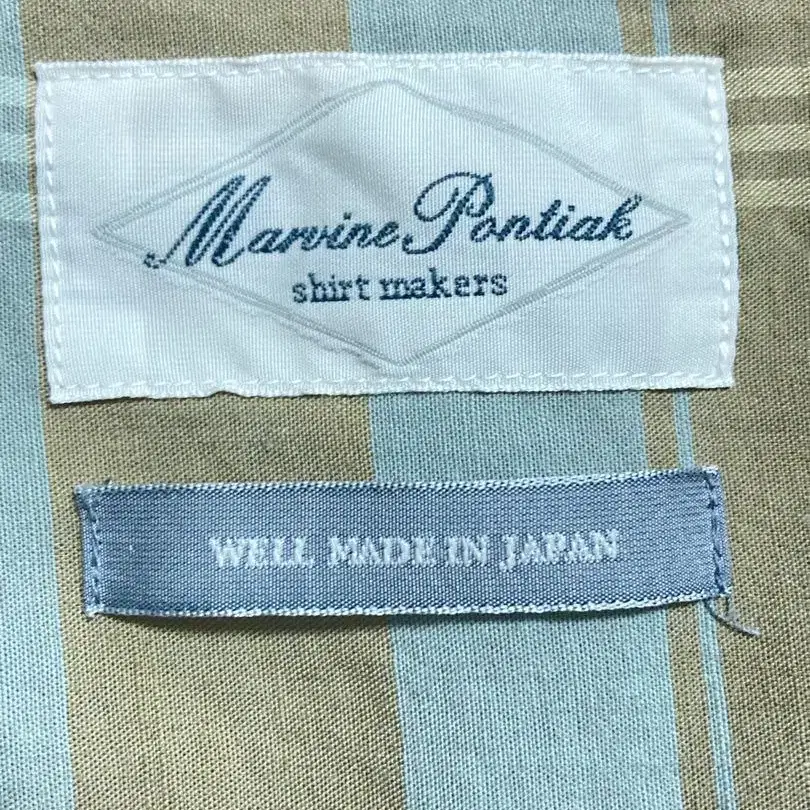 Marvine Pontiak
shirt makers
WELL MADE IN JAPAN